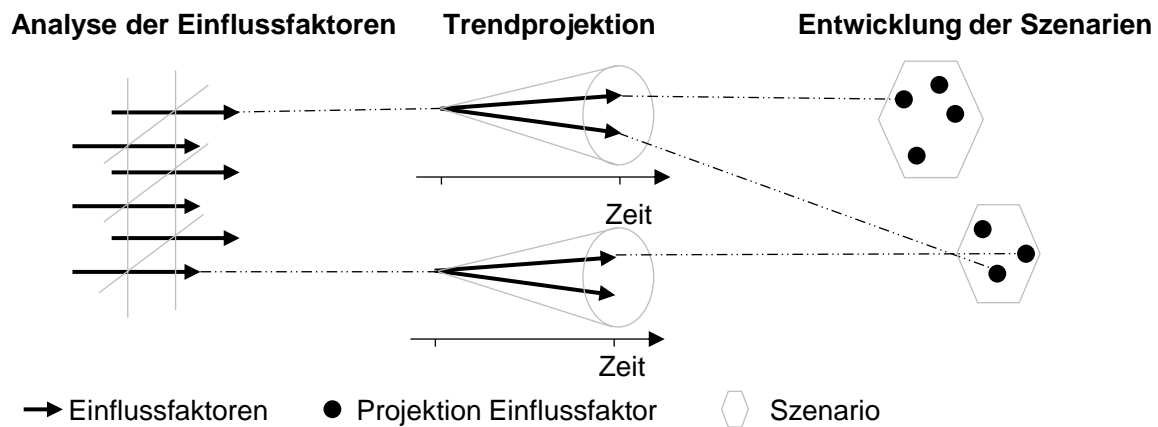 Analyse der Einflussfaktoren Trendprojektion Entwicklung der Szenarien
Zeit
Zeit
Einflussfaktoren Projektion Einflussfaktor Szenario